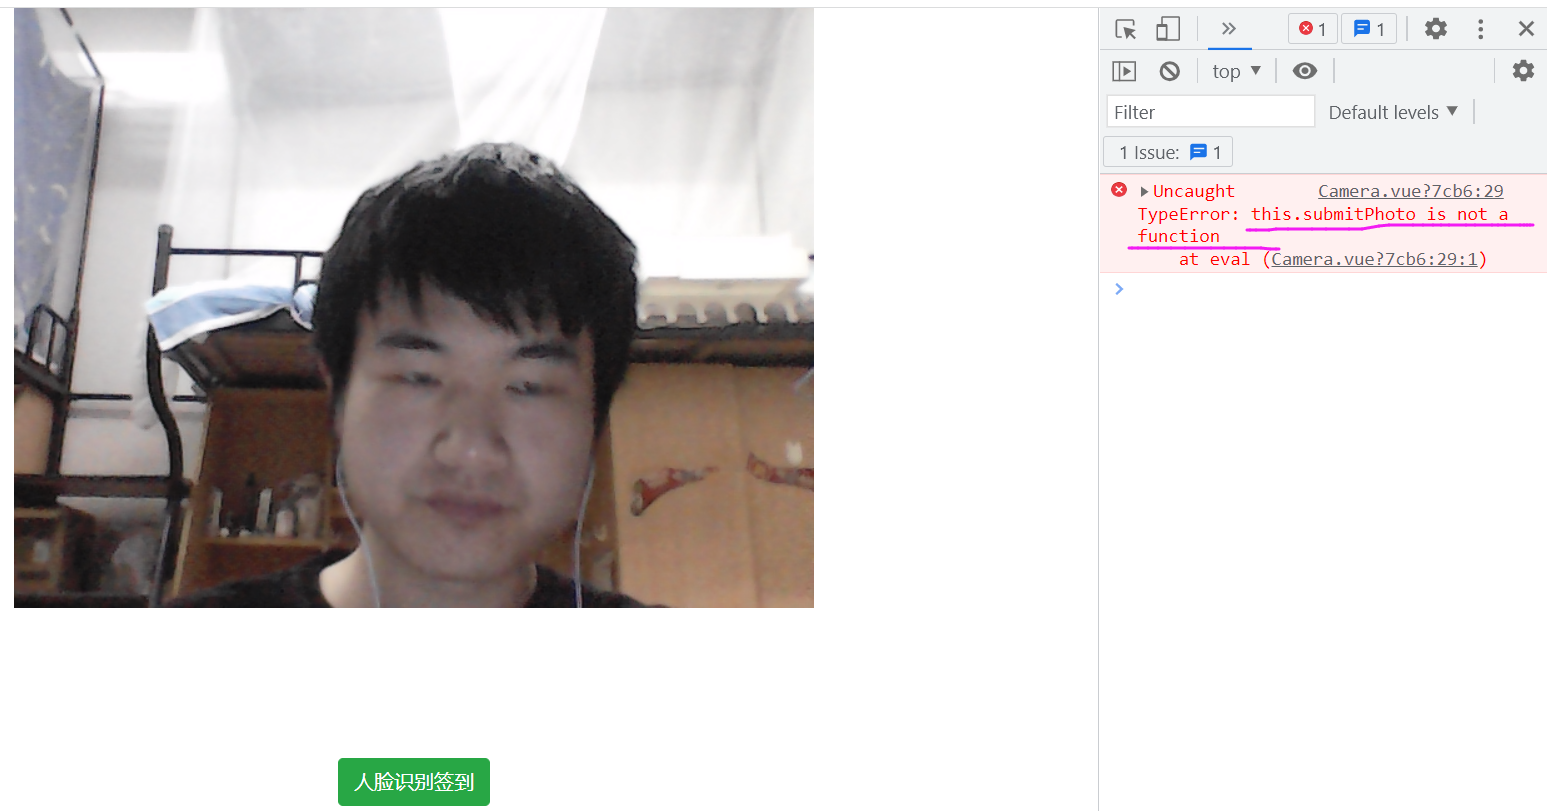 1
1
top
Filter
Default levels
1 Issue:
1
Uncaught
Camera.vue?7cb6:29
TypeError: this.submitPhoto is not a
function
at eval (Camera.vue?7cb6:29:1)
人脸识别签到